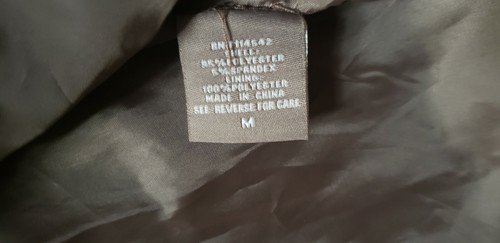 RN# 114642
SHELL:
95%POLYESTER
5%SPANDEX
LINING:
100%POLYESTER
MADE IN CHINA
SEE REVERSE FOR CARE
M